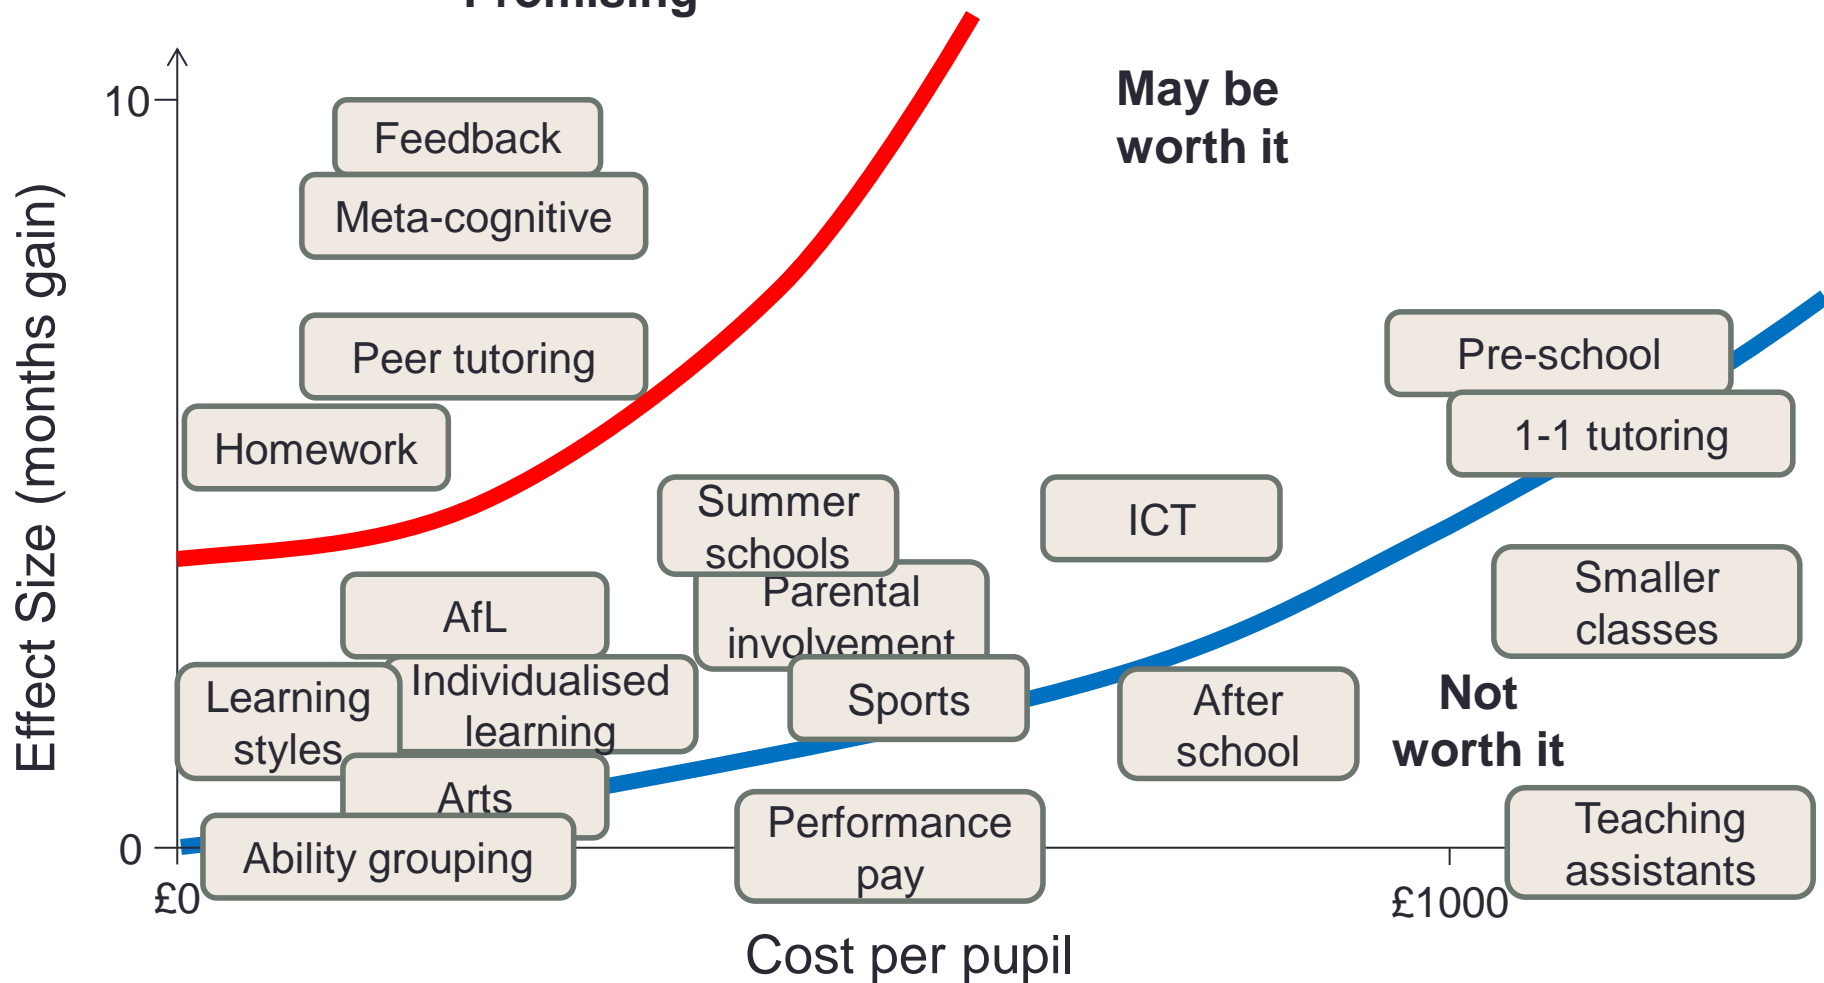 Promising
May be
worth it
10
Feedback
Meta-cognitive
Effect Size (months gain)
Peer tutoring
Homework
Pre-school
1-1 tutoring
Summer
schools
ICT
Parental
involvement
AfL
Smaller
classes
Individualised
learning
Learning
styles
Sports
After
school
Not
worth it
Arts
Ability grouping
Performance
pay
Teaching
assistants
0
£0
£1000
Cost per pupil